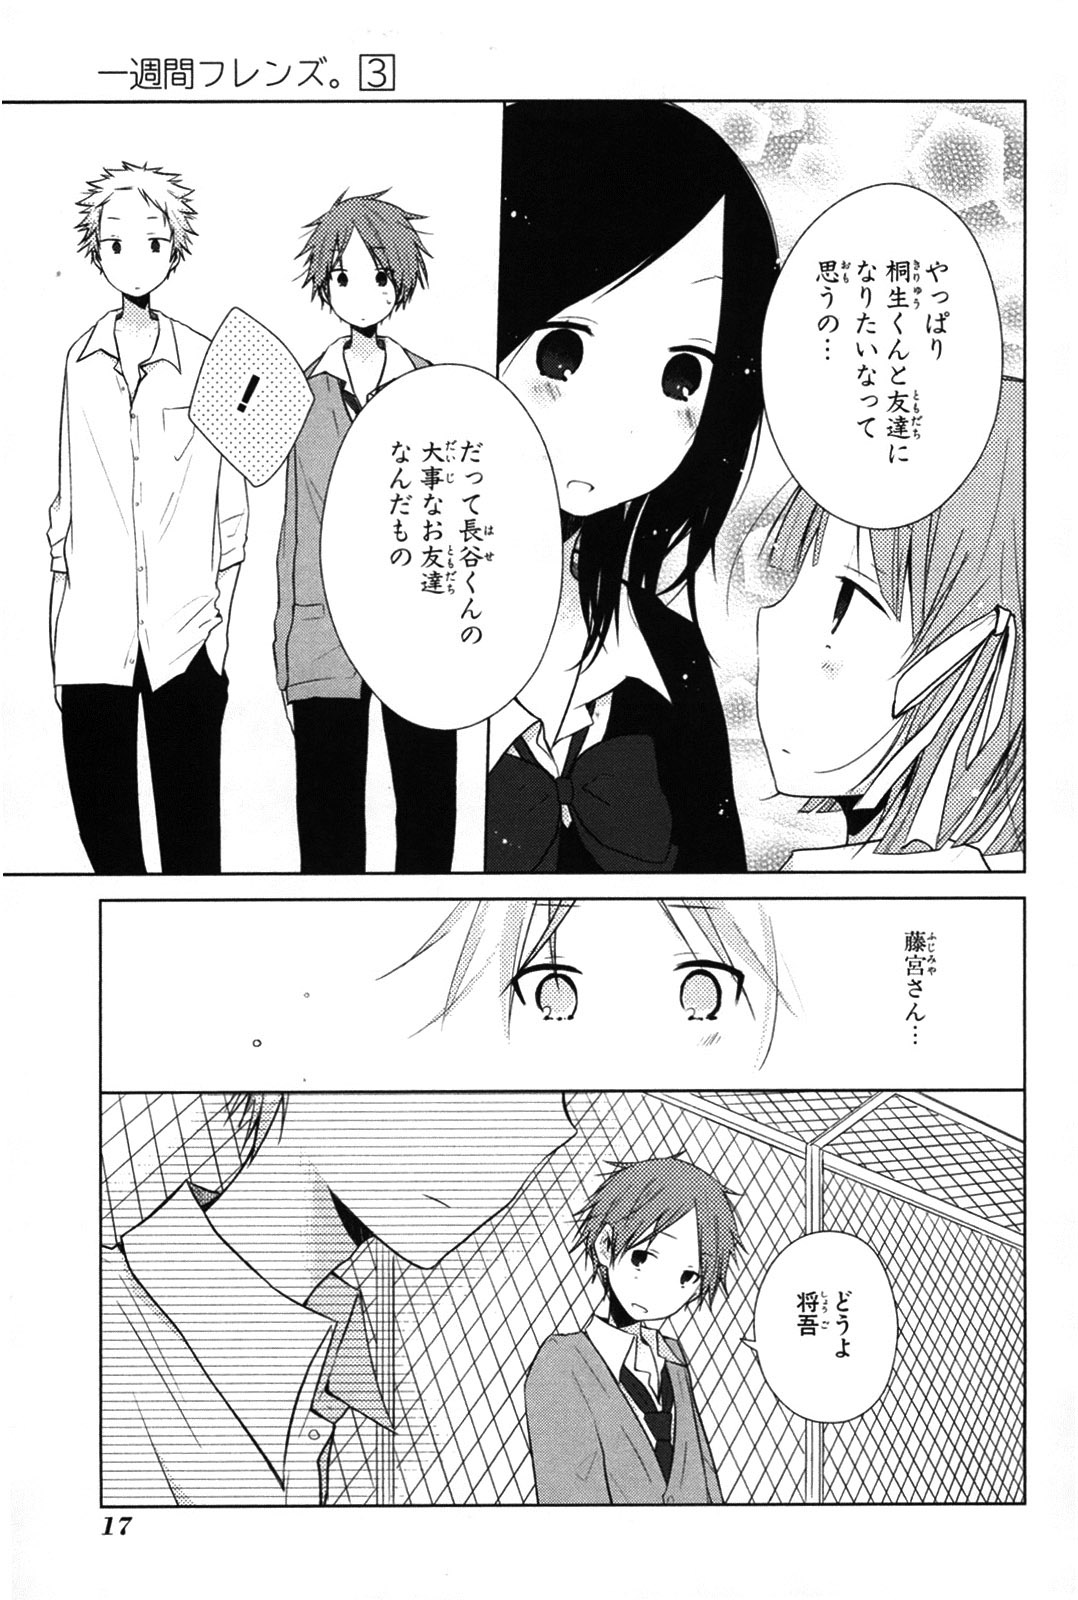 一週間フレンズ。3
やっぱり
桐生くんと友達に
なりたいなって
思うの…
だって長谷くんの
大事なお友達
なんだもの
!
藤宮さん…
どうよ
将吾
17